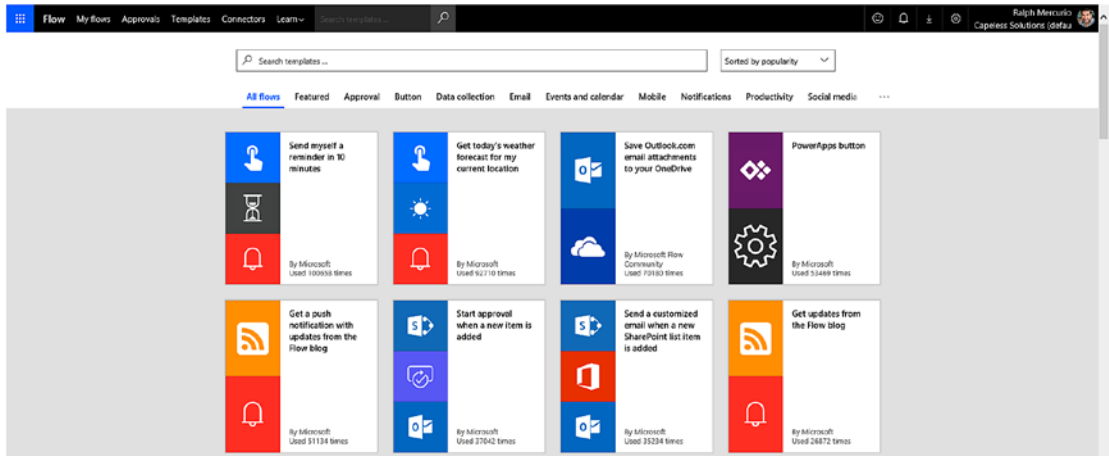 Flow My flows Approvals Templates Connectors Learn Search templates ... Ralph Mercurio
Capeless Solutions (defau
Search templates ... Sorted by popularity
All flows Featured Approval Button Data collection Email Events and calendar Mobile Notifications Productivity Social media ...
Send myself a
reminder in 10
minutes
By Microsoft
Used 100858 times
Get today's weather
forecast for my
current location
By Microsoft
Used 92710 times
Save Outlook.com
email attachments
to your OneDrive
By Microsoft Flow
Community
Used 70180 times
PowerApps button
By Microsoft
Used 53469 times
Get a push
notification with
updates from the
Flow blog
By Microsoft
Used 51134 times
Start approval
when a new item is
added
By Microsoft
Used 37042 times
Send a customized
email when a new
SharePoint list item
is added
By Microsoft
Used 35234 times
Get updates from
the Flow blog
By Microsoft
Used 26872 times